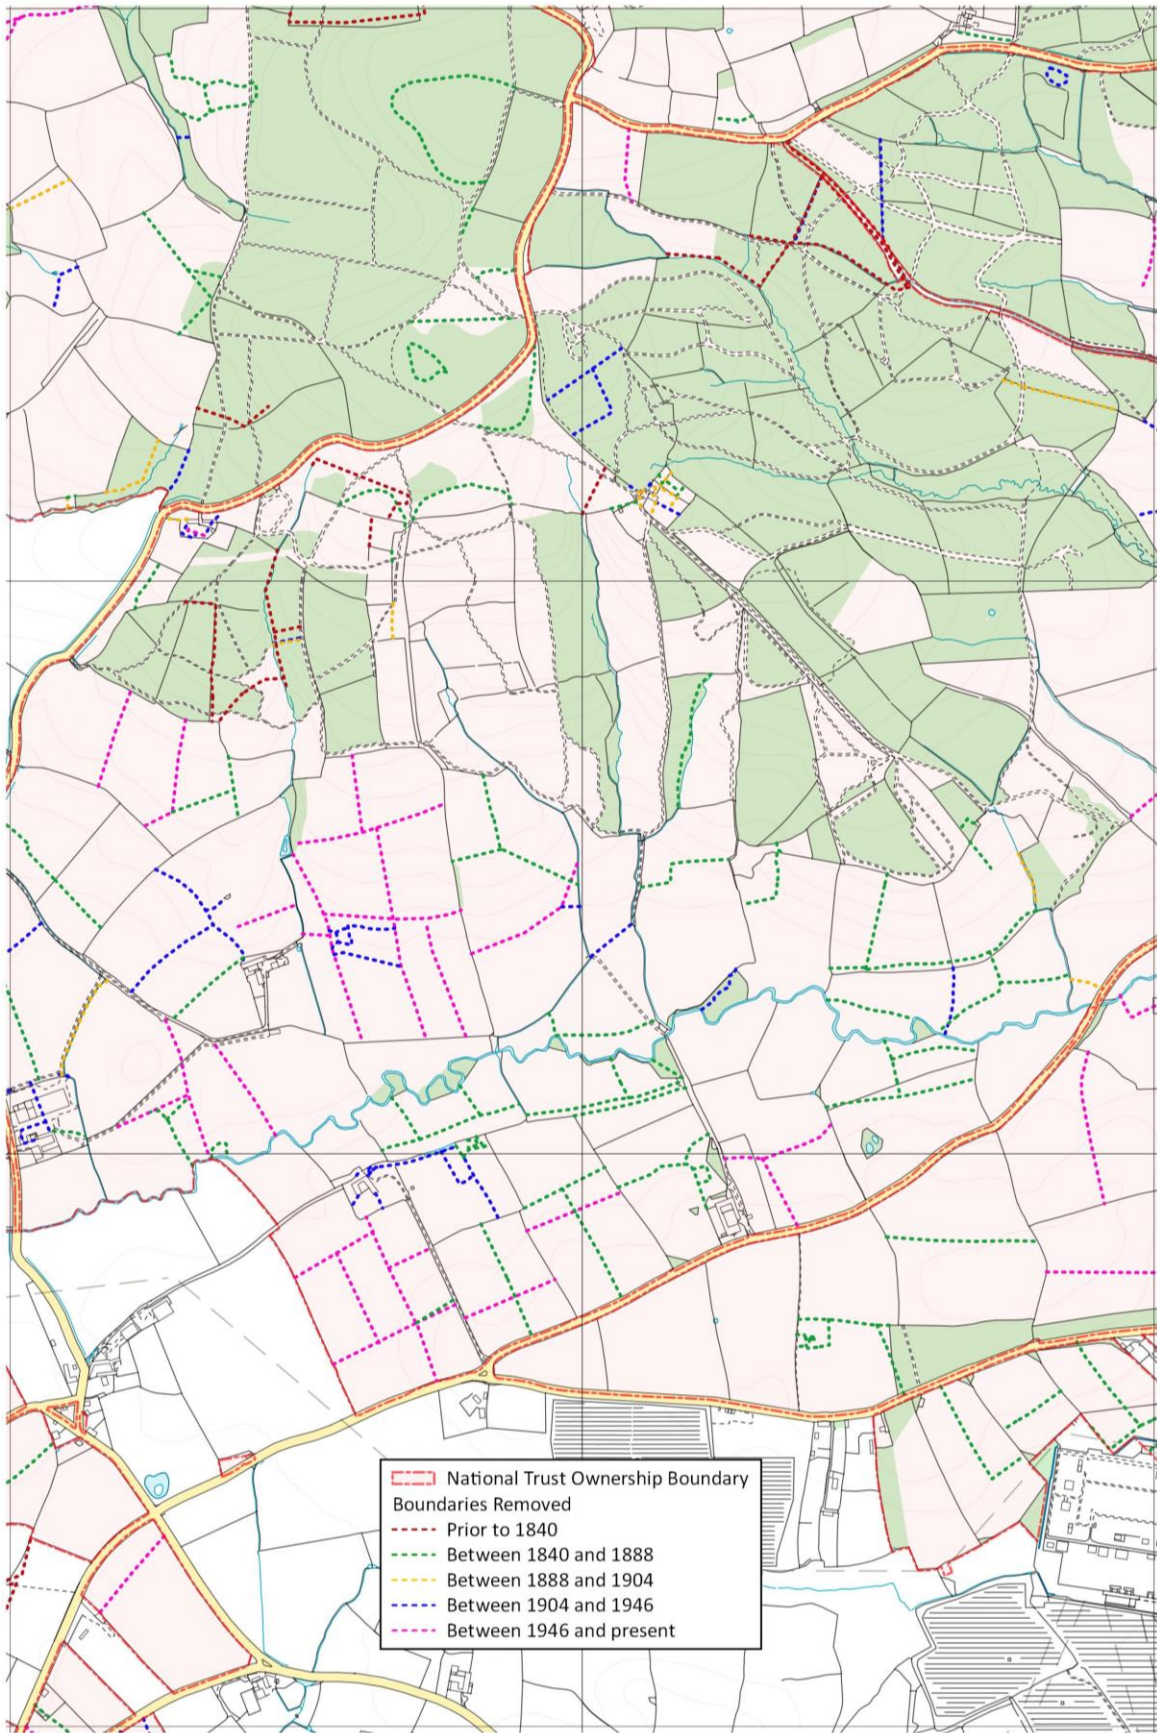 National Trust Ownership Boundary
Boundaries Removed
Prior to 1840
Between 1840 and 1888
Between 1888 and 1904
Between 1904 and 1946
Between 1946 and present